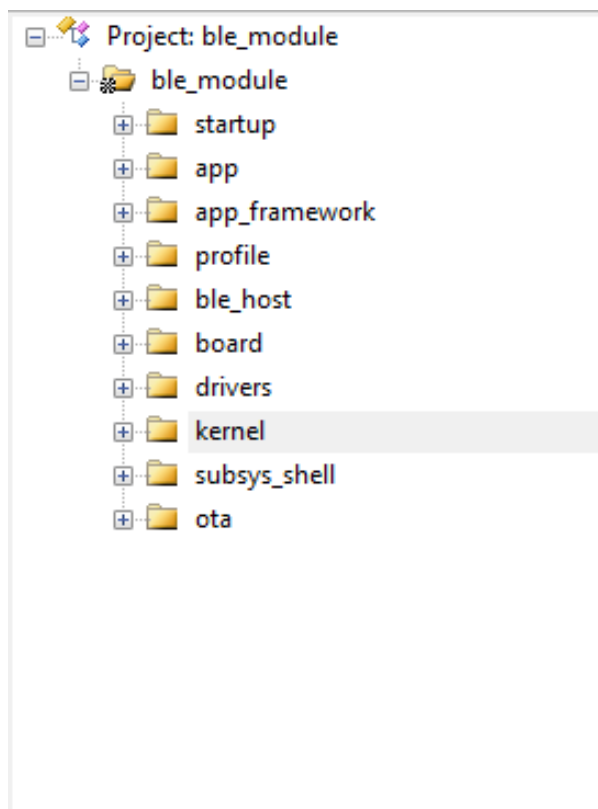 Project: ble_module
ble_module
startup
app
app_framework
profile
ble_host
board
drivers
kernel
subsys_shell
ota